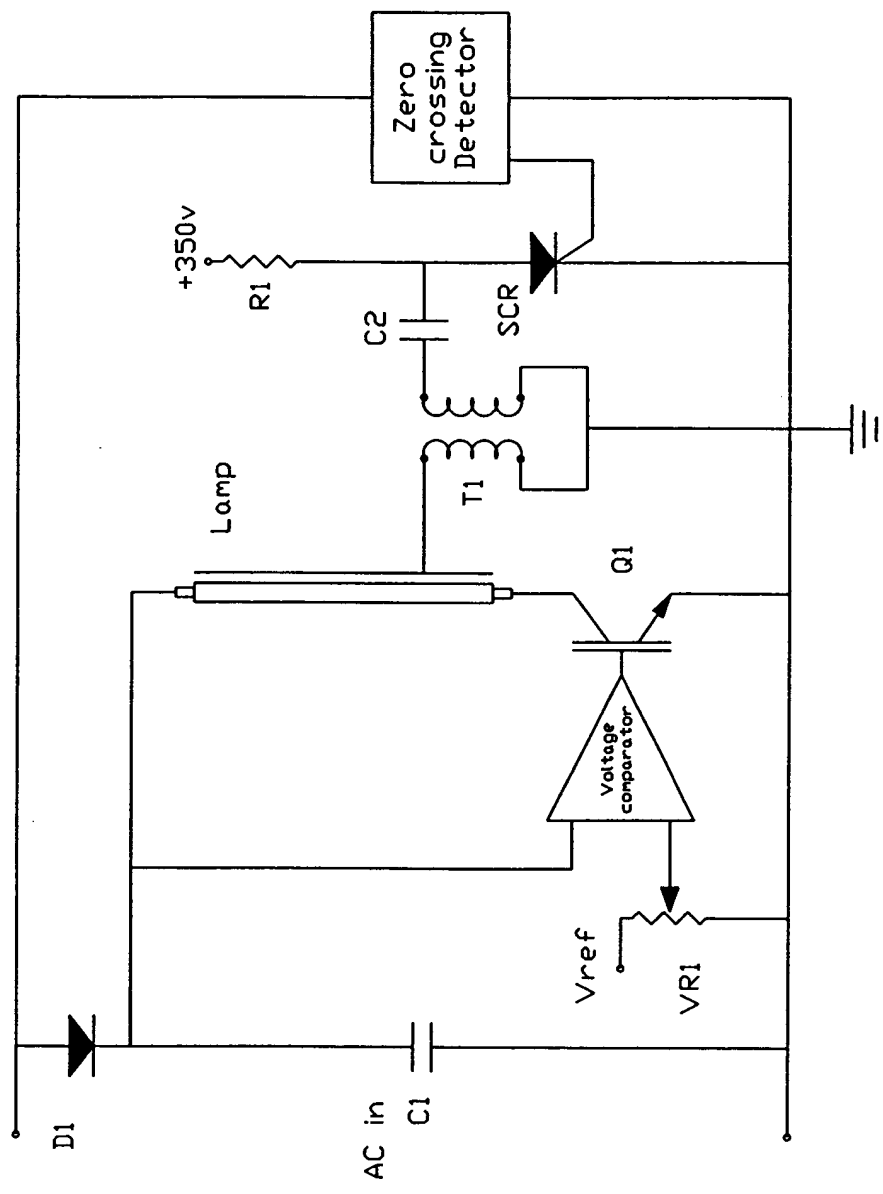 Zero
crossing
Detector
+350v
R1
C2
SCR
Lamp
T1
Q1
Voltage
comparator
Vref
VR1
D1
AC in
C1